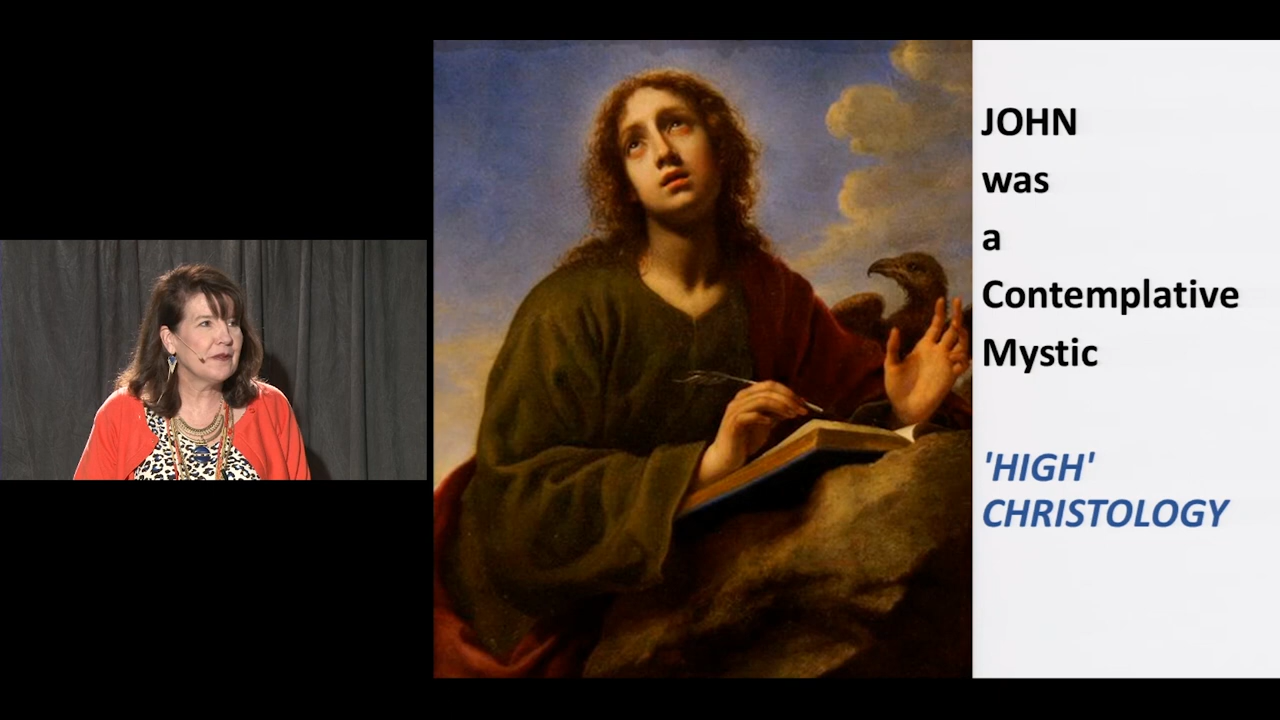 JOHN
was
a
Contemplative
Mystic
'HIGH'
CHRISTOLOGY